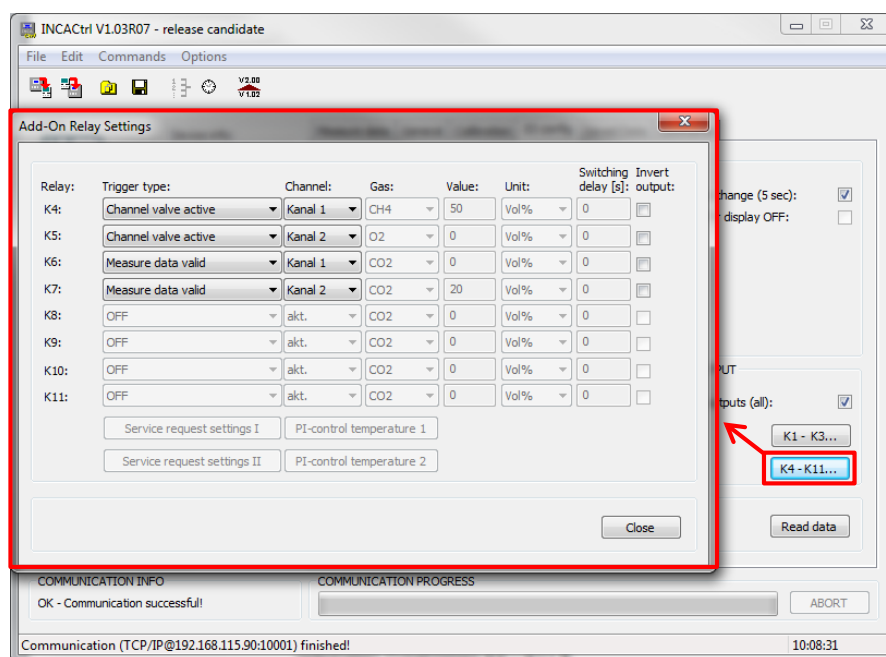 INCACtrl V1.03R07 - release candidate
File Edit Commands Options
V2.00
V1.02
Add-On Relay Settings
Relay: Trigger type: Channel: Gas: Value: Unit: Switching delay [s]: Invert output:
K4: Channel valve active Kanal 1 CH4 50 Vol% 0
K5: Channel valve active Kanal 2 O2 0 Vol% 0
K6: Measure data valid Kanal 1 CO2 0 Vol% 0
K7: Measure data valid Kanal 2 CO2 20 Vol% 0
K8: OFF akt. CO2 0 Vol% 0
K9: OFF akt. CO2 0 Vol% 0
K10: OFF akt. CO2 0 Vol% 0
K11: OFF akt. CO2 0 Vol% 0
Service request settings I PI-control temperature 1
Service request settings II PI-control temperature 2
Close
hange (5 sec):
display OFF:
PUT
tputs (all):
K1 - K3...
K4 -K11...
Read data
COMMUNICATION INFO COMMUNICATION PROGRESS
OK - Communication successful! ABORT
Communication (TCP/IP@192.168.115.90:10001) finished! 10:08:31